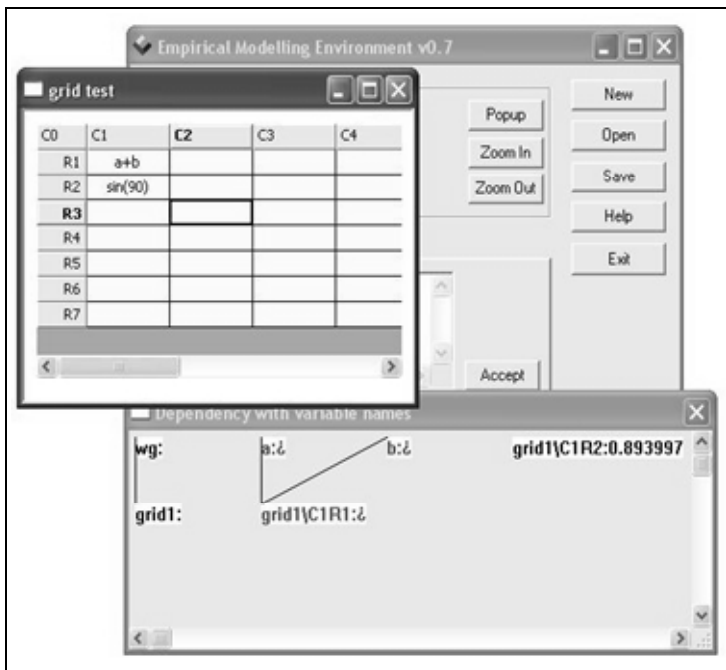 Empirical Modelling Environment v0.7
grid test
C0 C1 C2 C3 C4
R1 a+b
R2 sin(90)
R3
R4
R5
R6
R7
Popup
Zoom In
Zoom Out
New
Open
Save
Help
Exit
Accept
Dependency with variable names
wg: a:¿ b:¿ grid1\C1R2:0.893997
grid1: grid1\C1R1:¿